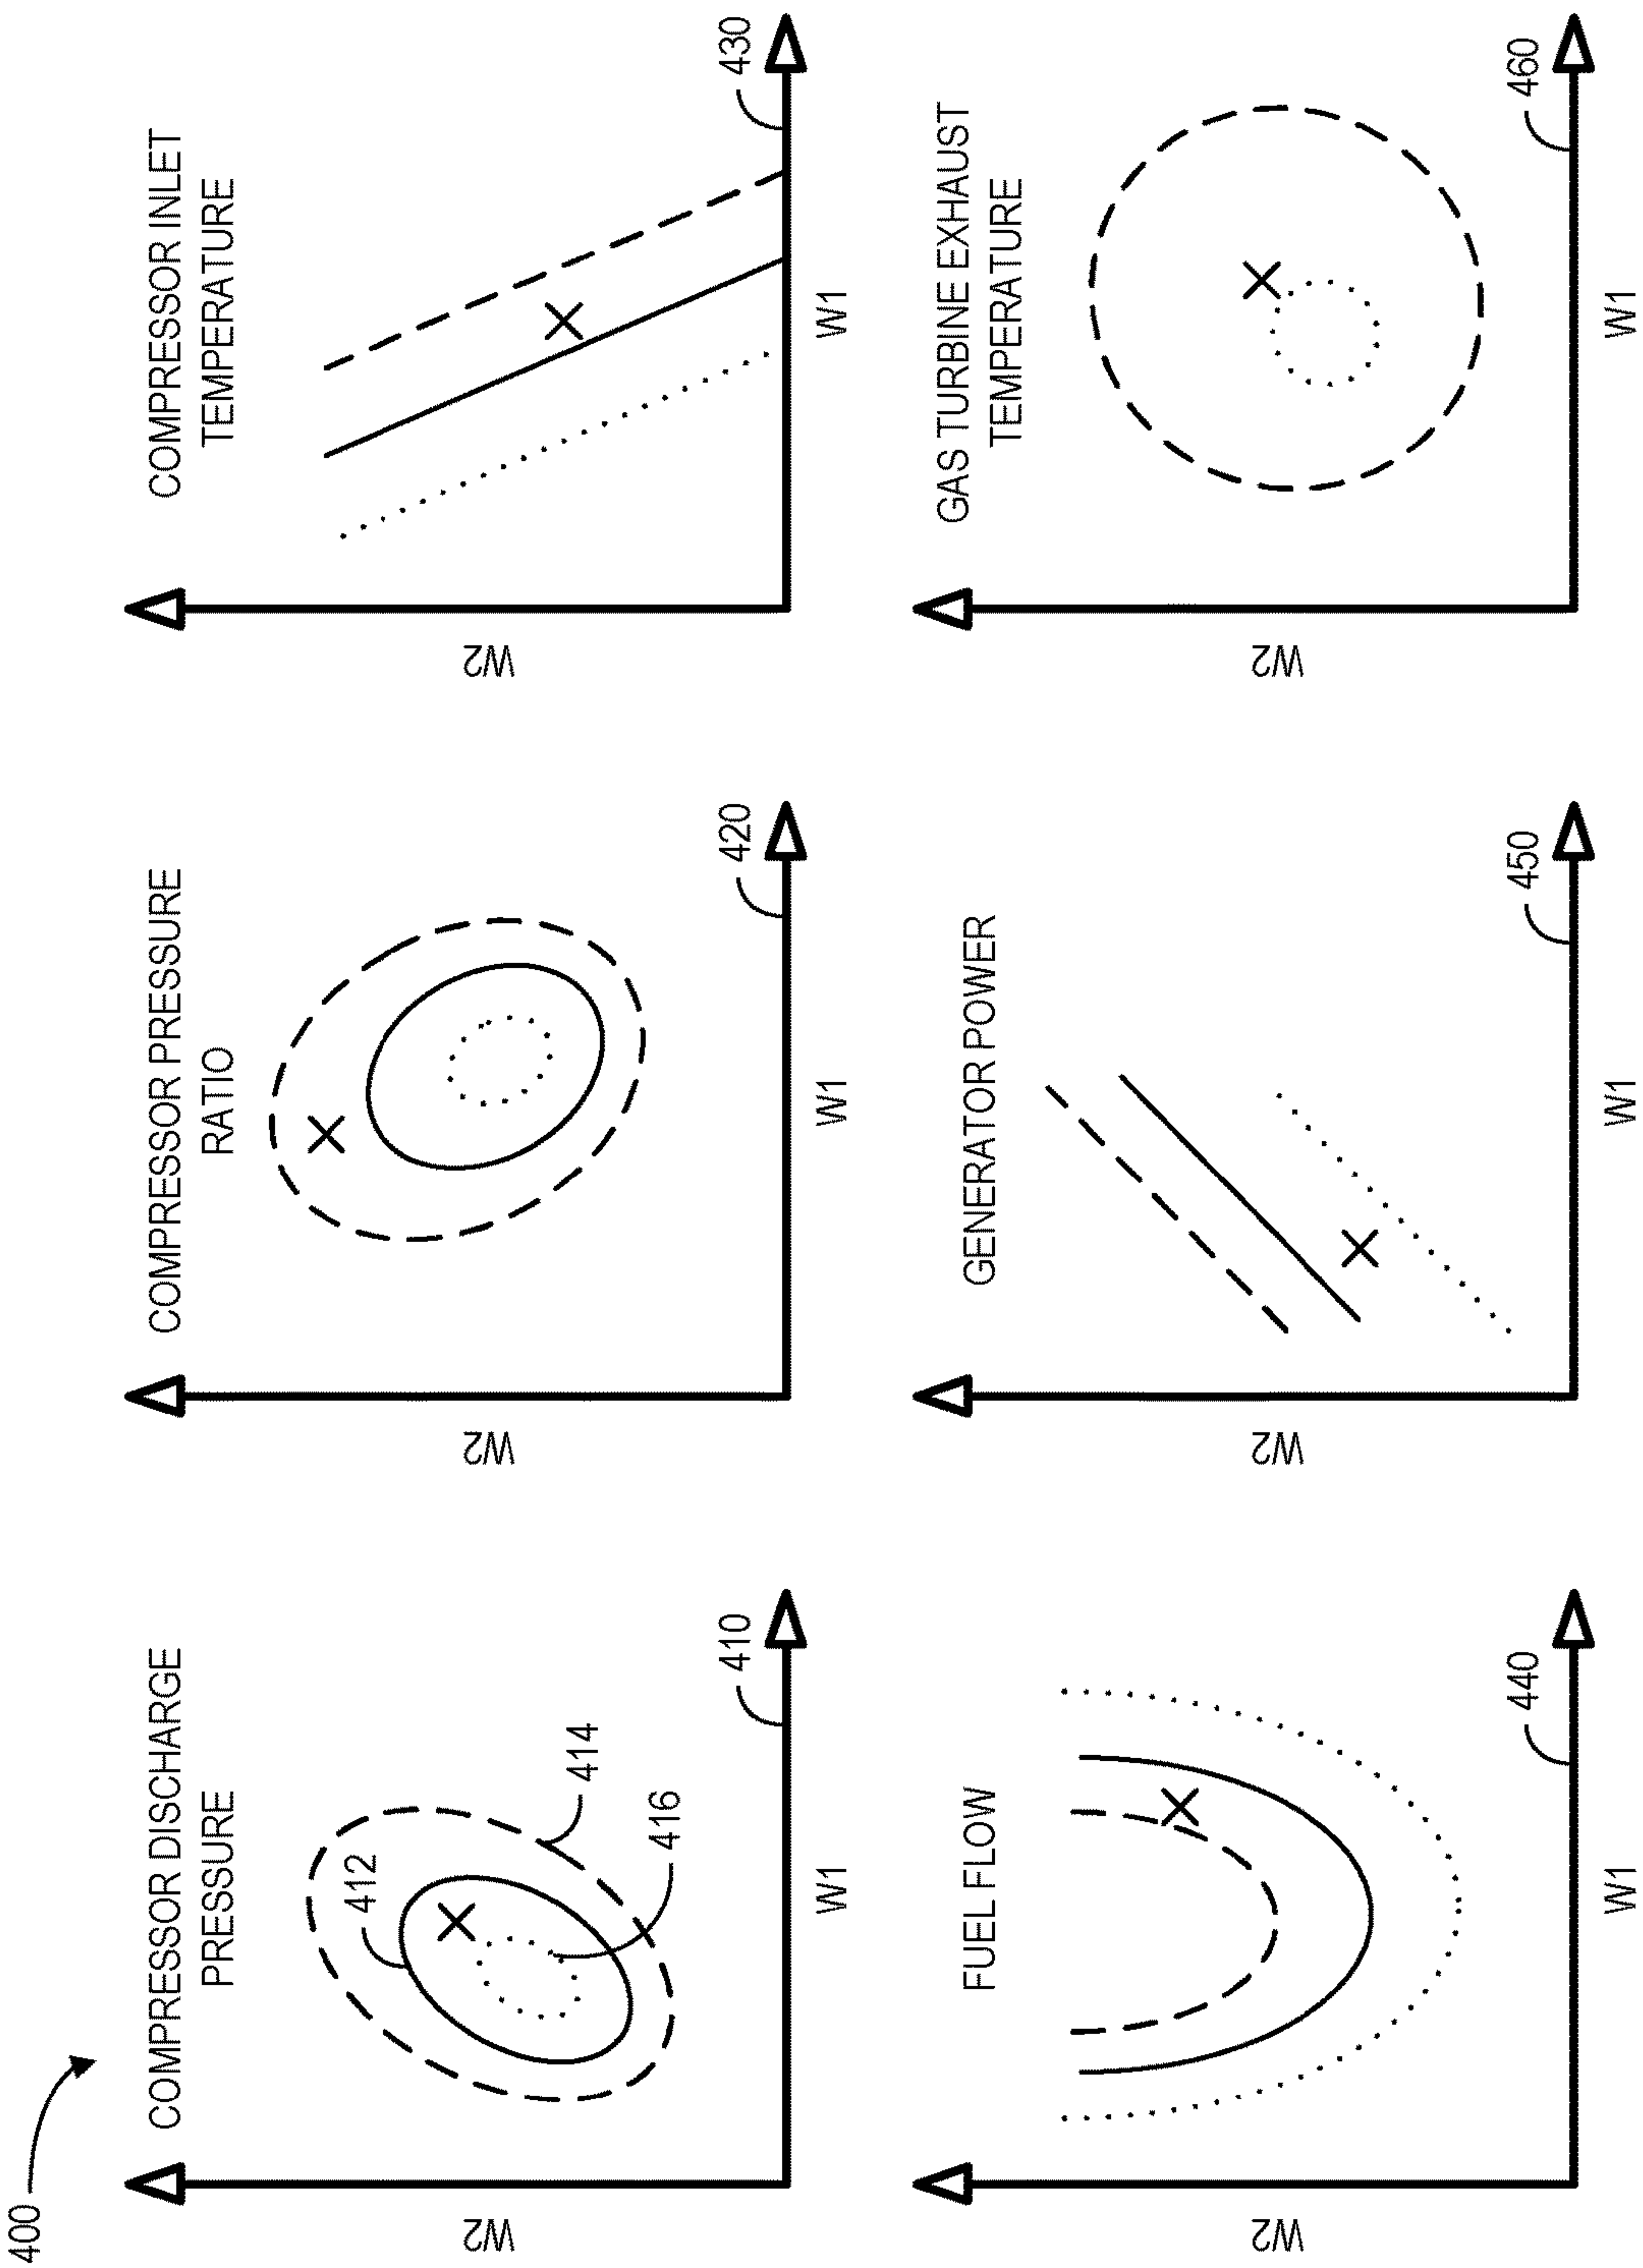 400
COMPRESSOR DISCHARGE
PRESSURE
412
414
416
410
W2
W1
COMPRESSOR PRESSURE
RATIO
420
W2
W1
COMPRESSOR INLET
TEMPERATURE
430
W2
W1
FUEL FLOW
440
W2
W1
GENERATOR POWER
450
W2
W1
GAS TURBINE EXHAUST
TEMPERATURE
460
W2
W1